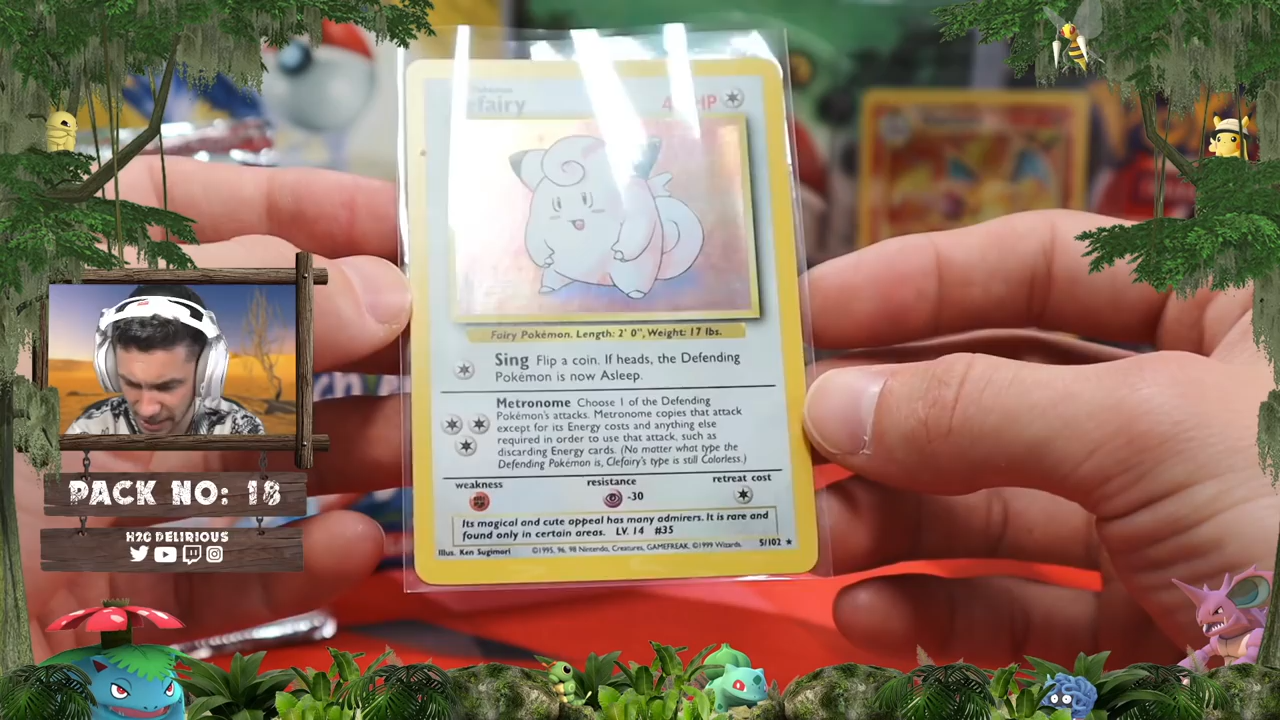 efairy
HP
Fairy Pokémon. Length: 2' 0", Weight: 17 lbs.
Sing Flip a coin. If heads, the Defending
Pokémon is now Asleep.
Metronome Choose 1 of the Defending
Pokémon's attacks. Metronome copies that attack
except for its Energy costs and anything else
required in order to use that attack, such as
discarding Energy cards. (No matter what type the
Defending Pokémon is, Clefairy's type is still Colorless.)
weakness
resistance
retreat cost
-30
Its magical and cute appeal has many admirers. It is rare and
found only in certain areas. LV. 14 #35
Illus. Ken Sugimori ©1995, 96, 98 Nintendo, Creatures, GAMEFREAK. ©1999 Wizards. 5/102 ★
PACK NO: 18
H2O DELIRIOUS